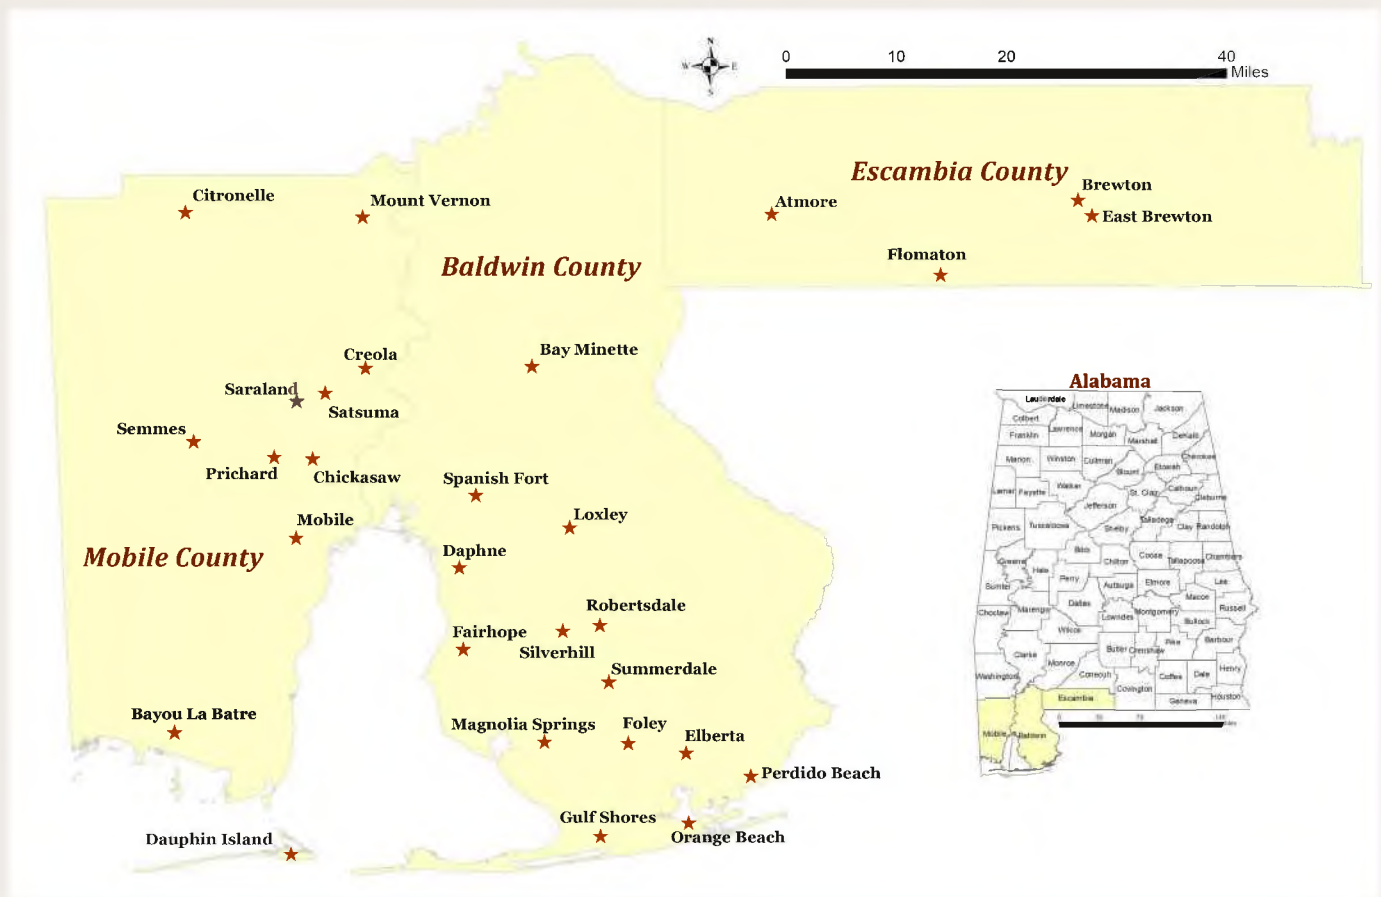 N
W E
S
0 10 20 40
Miles
Escambia County
Citronelle
Mount Vernon
Atmore
Brewton
East Brewton
Flomaton
Baldwin County
Creola
Bay Minette
Saraland
Satsuma
Semmes
Prichard
Chickasaw
Spanish Fort
Loxley
Mobile
Mobile County
Daphne
Robertsdale
Fairhope
Silverhill
Summerdale
Bayou La Batre
Magnolia Springs
Foley
Elberta
Perdido Beach
Gulf Shores
Orange Beach
Dauphin Island
Alabama
Lauderdale
Limestone
Madison
Jackson
Colbert
Franklin
Lawrence
Morgan
Marshall
Dekalb
Marion
Winston
Cullman
Blount
Etowah
Cherokee
Lamar
Fayette
Walker
Jefferson
St. Clair
Calhoun
Cleburne
Pickens
Tuscaloosa
Shelby
Talladega
Clay
Randolph
Greene
Hale
Bibb
Chilton
Coosa
Tallapoosa
Chambers
Sumter
Perry
Autauga
Elmore
Lee
Choctaw
Marengo
Dallas
Lowndes
Montgomery
Macon
Russell
Bullock
Wilcox
Clarke
Monroe
Butler
Crenshaw
Pike
Barbour
Washington
Conecuh
Covington
Coffee
Dale
Henry
Geneva
Houston
Escambia
Mobile
Baldwin